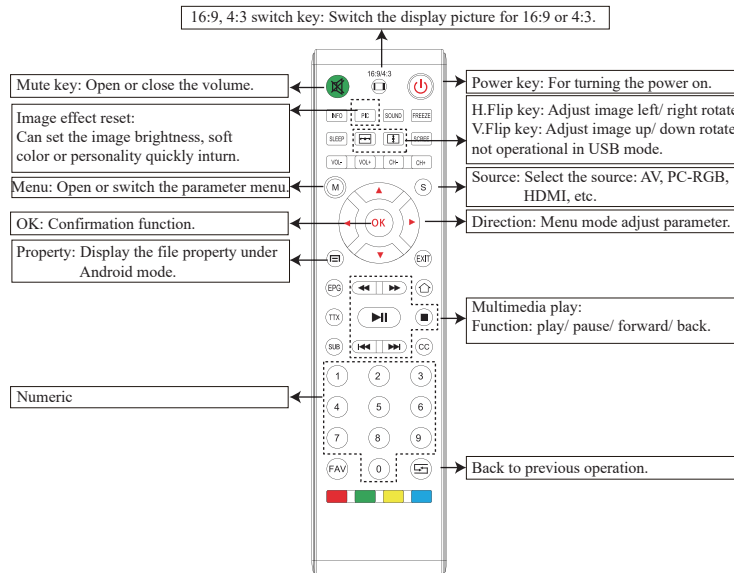 16:9, 4:3 switch key: Switch the display picture for 16:9 or 4:3.
16:9/4:3
Mute key: Open or close the volume.
Power key: For turning the power on.
Image effect reset:
Can set the image brightness, soft
color or personality quickly inturn.
H.Flip key: Adjust image left/ right rotate
V.Flip key: Adjust image up/ down rotate
not operational in USB mode.
INFO PIC SOUND FREEZE
SLEEP SCREE
VOL- VOL+ CH- CH+
Menu: Open or switch the parameter menu.
M S
Source: Select the source: AV, PC-RGB,
HDMI, etc.
OK: Confirmation function.
OK
Direction: Menu mode adjust parameter.
Property: Display the file property under
Android mode.
EXIT
EPG
TTX
Multimedia play:
Function: play/ pause/ forward/ back.
SUB CC
Numeric
1 2 3
4 5 6
7 8 9
FAV 0
Back to previous operation.